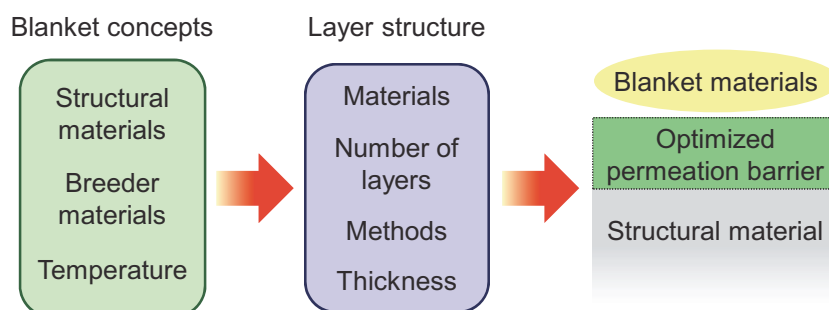 Blanket concepts
Structural
materials
Breeder
materials
Temperature
Layer structure
Materials
Number of
layers
Methods
Thickness
Blanket materials
Optimized
permeation barrier
Structural material